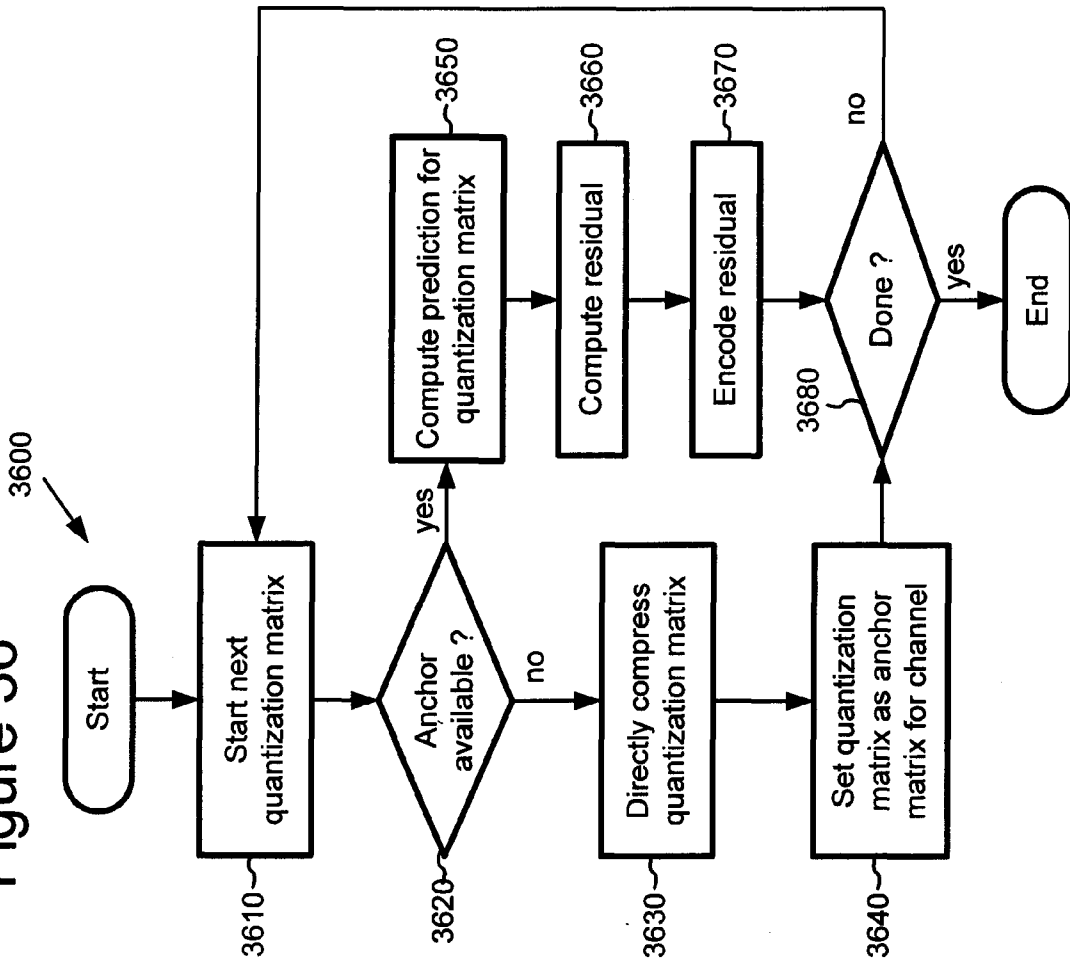 Figure 36
3600
Start
3610
Start next
quantization matrix
3620
Anchor
available ?
yes
no
3630
Directly compress
quantization matrix
3640
Set quantization
matrix as anchor
matrix for channel
3650
Compute prediction for
quantization matrix
3660
Compute residual
3670
Encode residual
3680
Done ?
no
yes
End